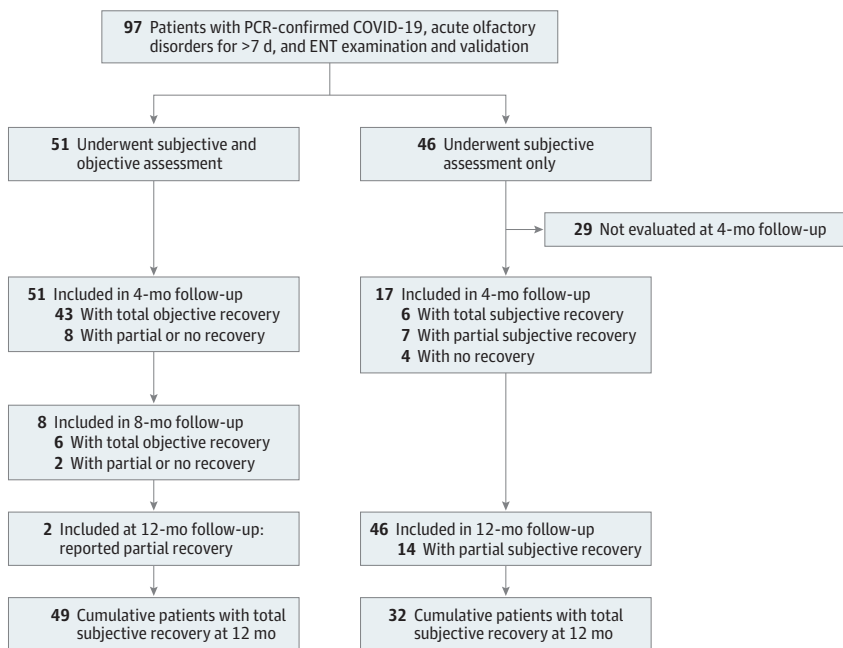 97 Patients with PCR-confirmed COVID-19, acute olfactory
disorders for >7 d, and ENT examination and validation
51 Underwent subjective and
objective assessment
46 Underwent subjective
assessment only
29 Not evaluated at 4-mo follow-up
51 Included in 4-mo follow-up
43 With total objective recovery
8 With partial or no recovery
17 Included in 4-mo follow-up
6 With total subjective recovery
7 With partial subjective recovery
4 With no recovery
8 Included in 8-mo follow-up
6 With total objective recovery
2 With partial or no recovery
2 Included at 12-mo follow-up:
reported partial recovery
46 Included in 12-mo follow-up
14 With partial subjective recovery
49 Cumulative patients with total
subjective recovery at 12 mo
32 Cumulative patients with total
subjective recovery at 12 mo